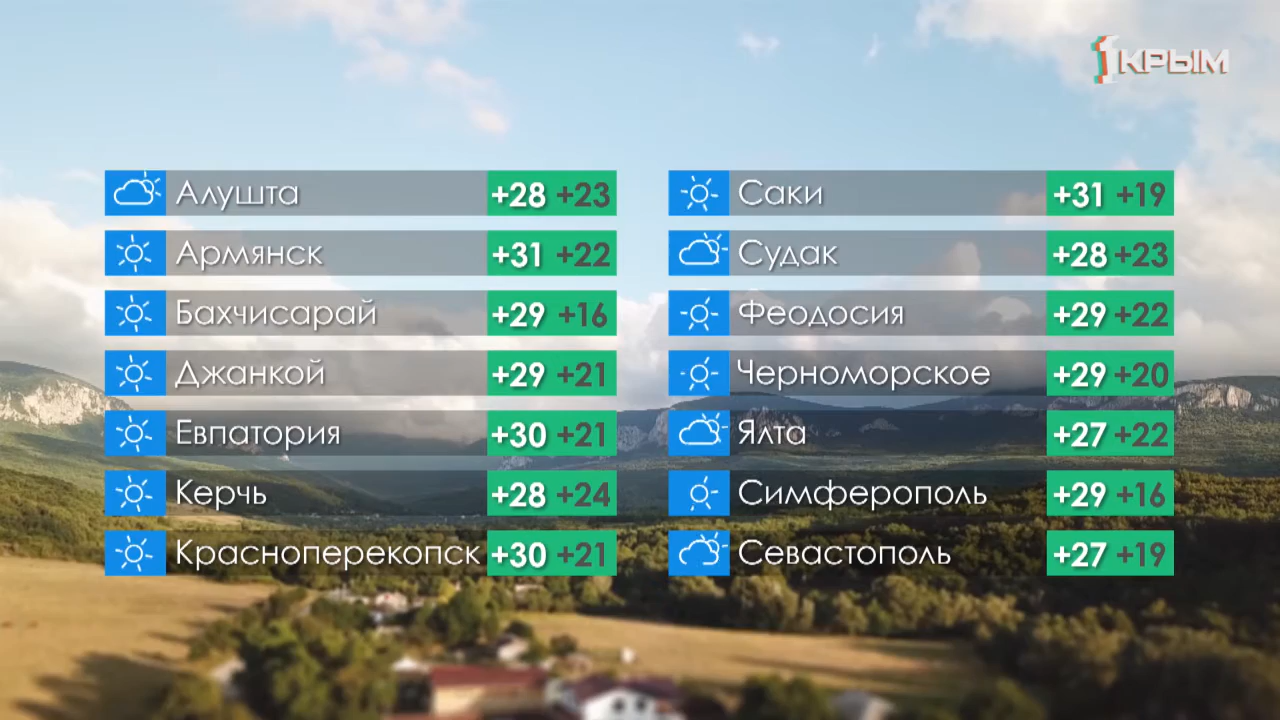 1 КРЫМ
Алушта +28 +23
Армянск +31 +22
Бахчисарай +29 +16
Джанкой +29 +21
Евпатория +30 +21
Керчь +28 +24
Красноперекопск +30 +21
Саки +31 +19
Судак +28 +23
Феодосия +29 +22
Черноморское +29 +20
Ялта +27 +22
Симферополь +29 +16
Севастополь +27 +19